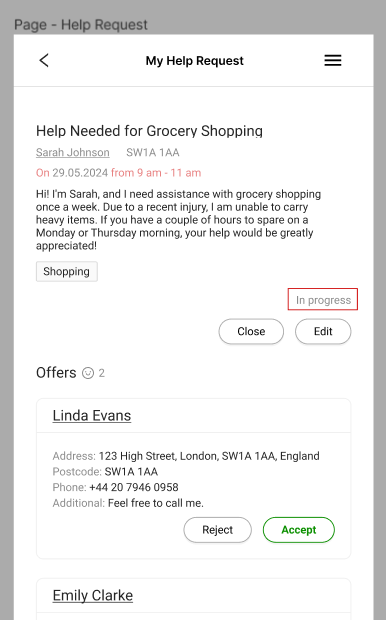 Page - Help Request
My Help Request
Help Needed for Grocery Shopping
Sarah Johnson SW1A 1AA
On 29.05.2024 from 9 am - 11 am
Hi! I'm Sarah, and I need assistance with grocery shopping
once a week. Due to a recent injury, I am unable to carry
heavy items. If you have a couple of hours to spare on a
Monday or Thursday morning, your help would be greatly
appreciated!
Shopping
In progress
Close Edit
Offers 2
Linda Evans
Address: 123 High Street, London, SW1A 1AA, England
Postcode: SW1A 1AA
Phone: +44 20 7946 0958
Additional: Feel free to call me.
Reject Accept
Emily Clarke